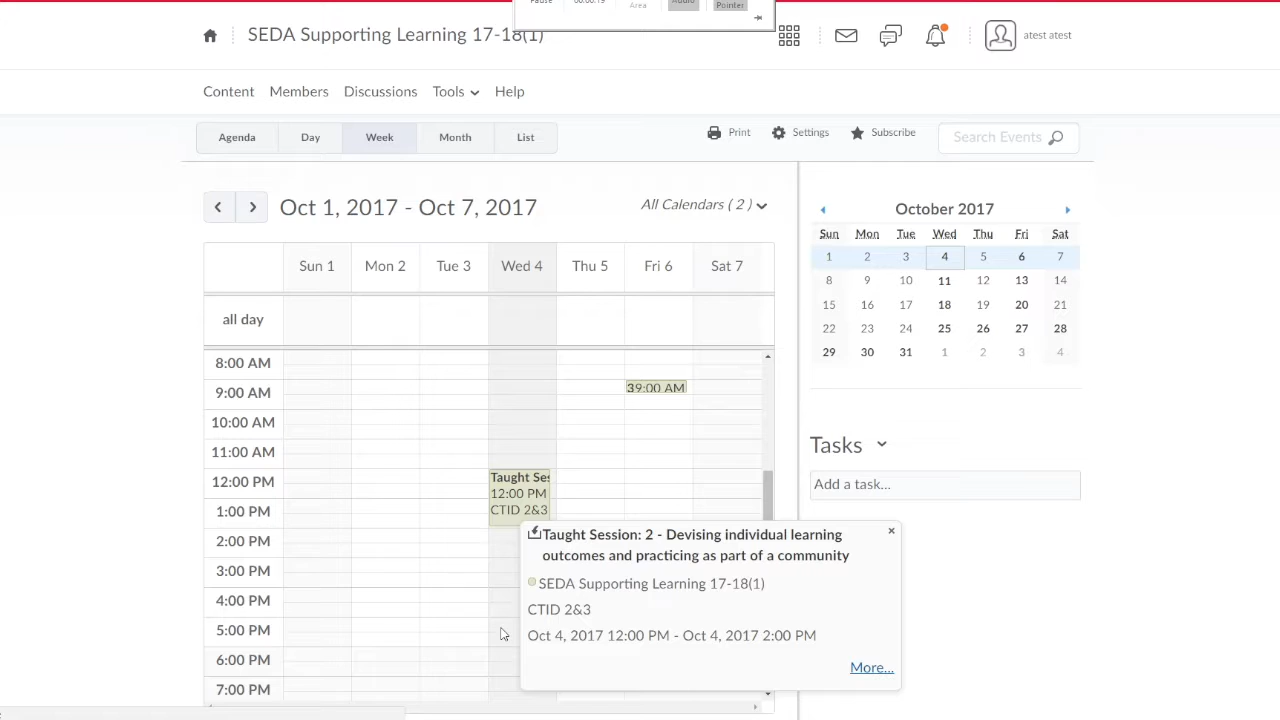 Pause 00:00:19 Area Audio Pointer
SEDA Supporting Learning 17-18(1)
atest atest
Content Members Discussions Tools Help
Agenda Day Week Month List
Print Settings Subscribe Search Events
Oct 1, 2017 - Oct 7, 2017
All Calendars ( 2 )
Sun 1 Mon 2 Tue 3 Wed 4 Thu 5 Fri 6 Sat 7
all day
8:00 AM
9:00 AM
39:00 AM
10:00 AM
11:00 AM
12:00 PM
1:00 PM
2:00 PM
3:00 PM
4:00 PM
5:00 PM
6:00 PM
7:00 PM
Taught Ses
12:00 PM
CTID 2&3
Taught Session: 2 - Devising individual learning
outcomes and practicing as part of a community
SEDA Supporting Learning 17-18(1)
CTID 2&3
Oct 4, 2017 12:00 PM - Oct 4, 2017 2:00 PM
More...
October 2017
Sun Mon Tue Wed Thu Fri Sat
1 2 3 4 5 6 7
8 9 10 11 12 13 14
15 16 17 18 19 20 21
22 23 24 25 26 27 28
29 30 31 1 2 3 4
Tasks
Add a task...